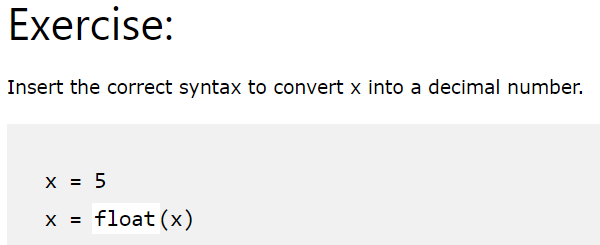 Exercise:
Insert the correct syntax to convert x into a decimal number.
x = 5
x = float(x)